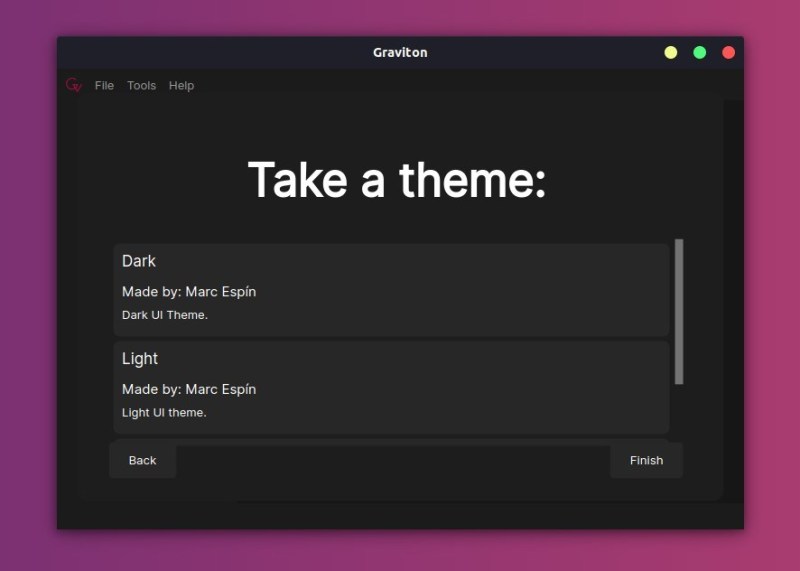 Graviton
Gv File Tools Help
Take a theme:
Dark
Made by: Marc Espín
Dark UI Theme.
Light
Made by: Marc Espín
Light UI theme.
Back Finish